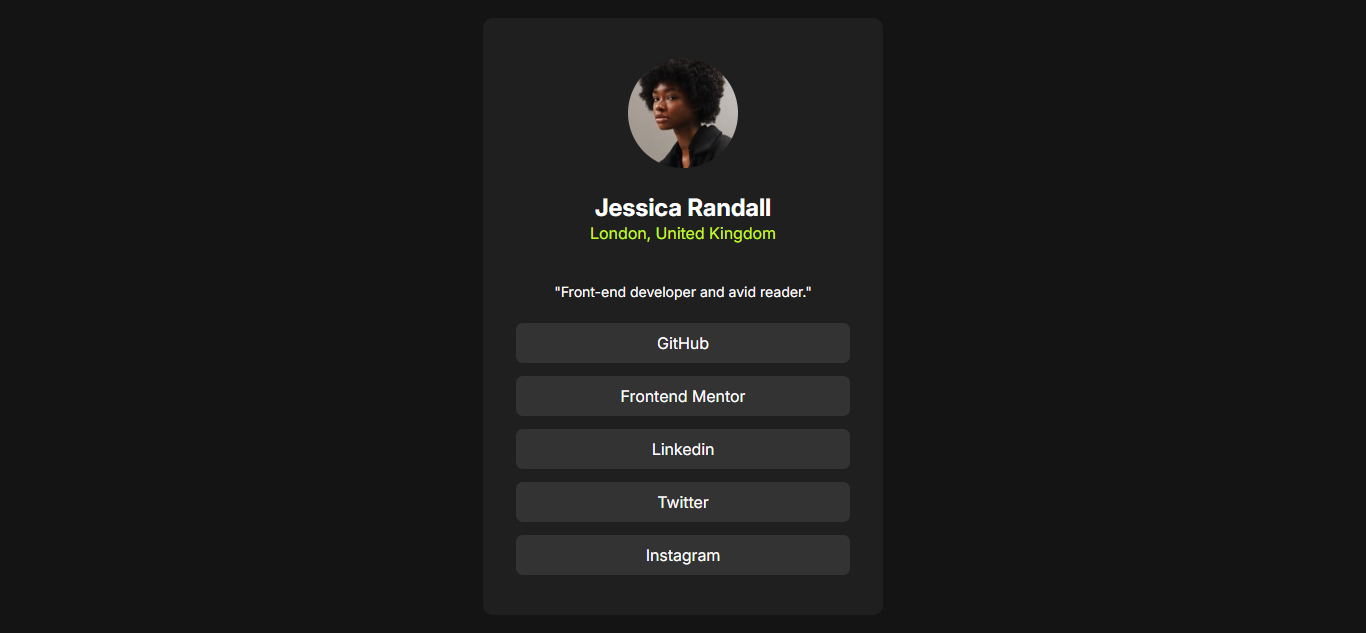 Jessica Randall
London, United Kingdom
"Front-end developer and avid reader."
GitHub
Frontend Mentor
Linkedin
Twitter
Instagram